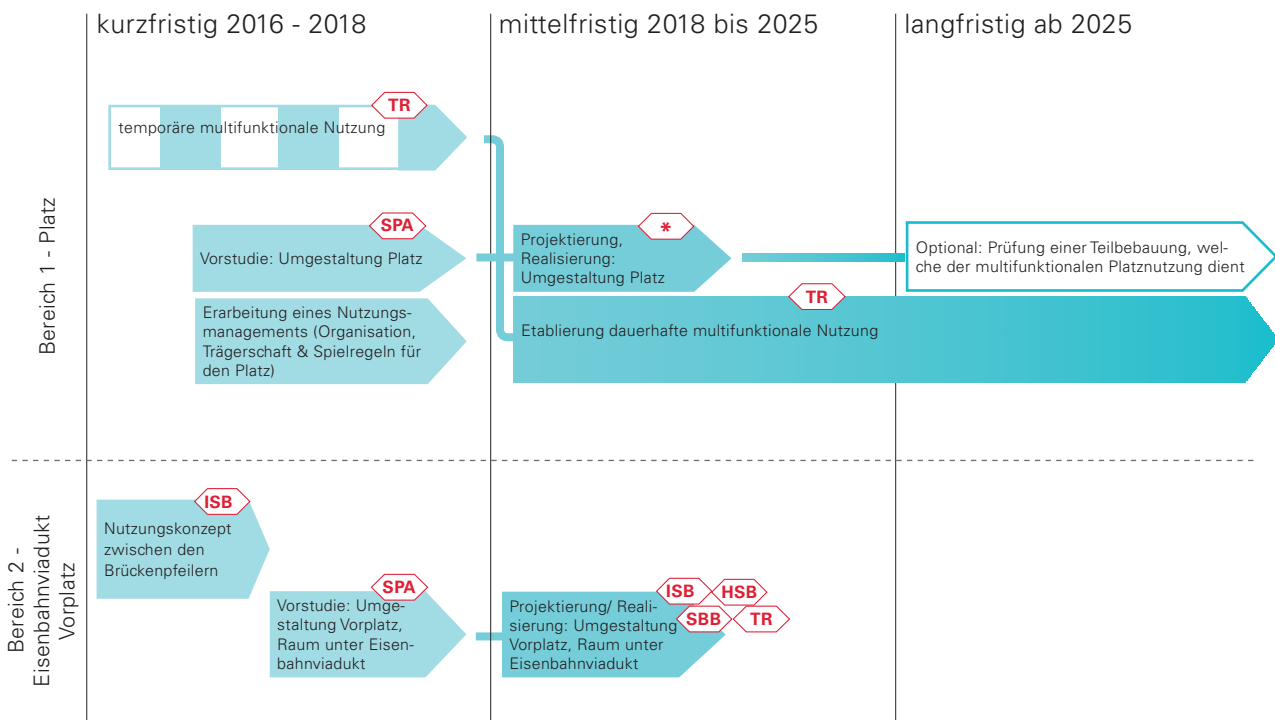 kurzfristig 2016 - 2018
mittelfristig 2018 bis 2025
langfristig ab 2025
Bereich 1 - Platz
TR
temporäre multifunktionale Nutzung
SPA
Vorstudie: Umgestaltung Platz
*
Projektierung,
Realisierung:
Umgestaltung Platz
Optional: Prüfung einer Teilbebauung, wel-
che der multifunktionalen Platznutzung dient
Erarbeitung eines Nutzungs-
managements (Organisation,
Trägerschaft & Spielregeln für
den Platz)
TR
Etablierung dauerhafte multifunktionale Nutzung
Bereich 2 -
Eisenbahnviadukt
Vorplatz
ISB
Nutzungskonzept
zwischen den
Brückenpfeilern
SPA
Vorstudie: Umge-
staltung Vorplatz,
Raum unter Eisen-
bahnviadukt
ISB
HSB
SBB
TR
Projektierung/ Reali-
sierung: Umgestaltung
Vorplatz, Raum unter
Eisenbahnviadukt